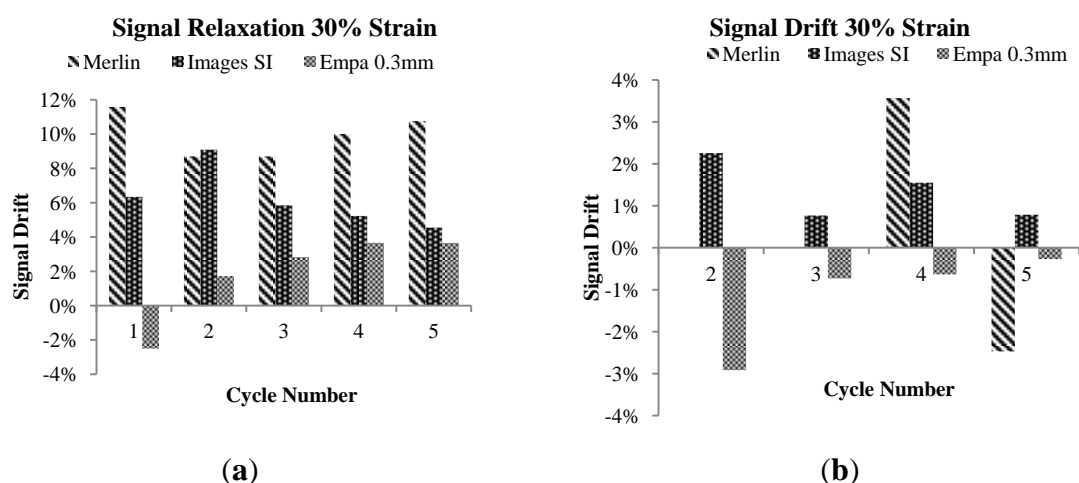 Signal Relaxation 30% Strain
Merlin Images SI Empa 0.3mm
12%
10%
8%
6%
4%
2%
0%
-2%
-4%
Signal Drift
1 2 3 4 5
Cycle Number
(a)
Signal Drift 30% Strain
Merlin Images SI Empa 0.3mm
4%
3%
2%
1%
0%
-1%
-2%
-3%
-4%
Signal Drift
2 3 4 5
Cycle Number
(b)